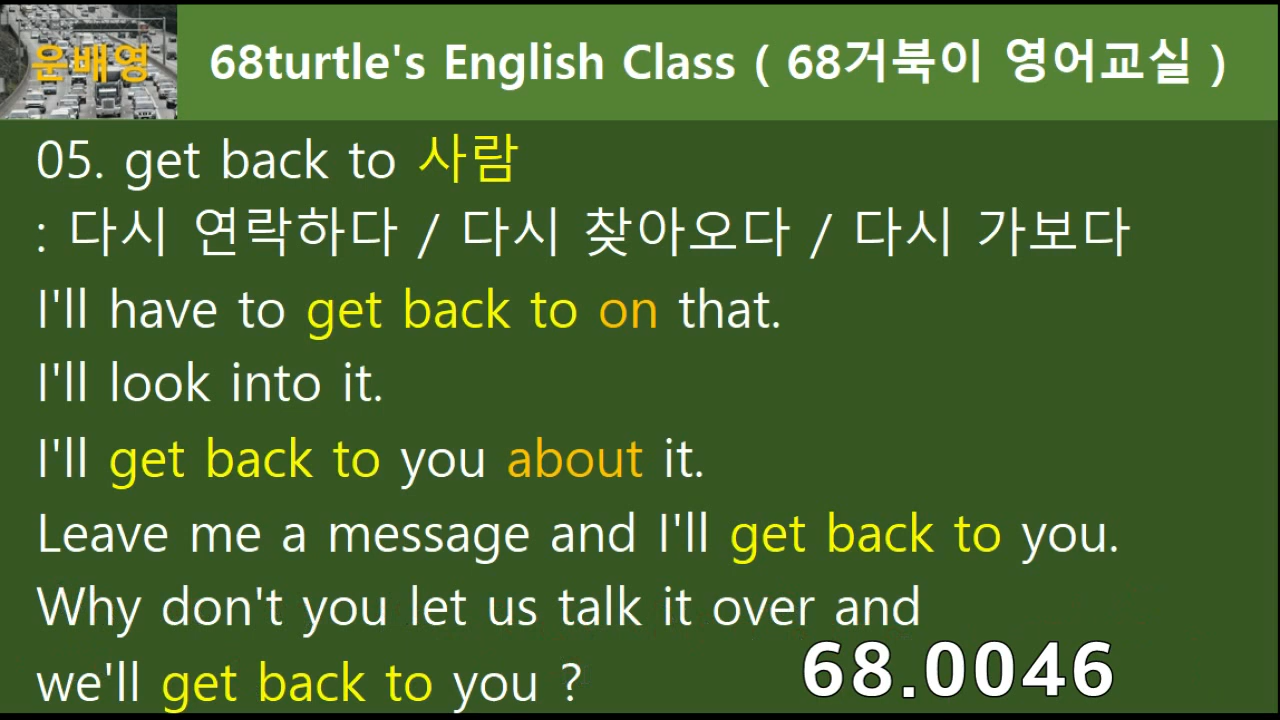 윤배영
68turtle's English Class ( 68거북이 영어교실 )
05. get back to 사람
: 다시 연락하다 / 다시 찾아오다 / 다시 가보다
I'll have to get back to on that.
I'll look into it.
I'll get back to you about it.
Leave me a message and I'll get back to you.
Why don't you let us talk it over and
we'll get back to you ?
68.0046